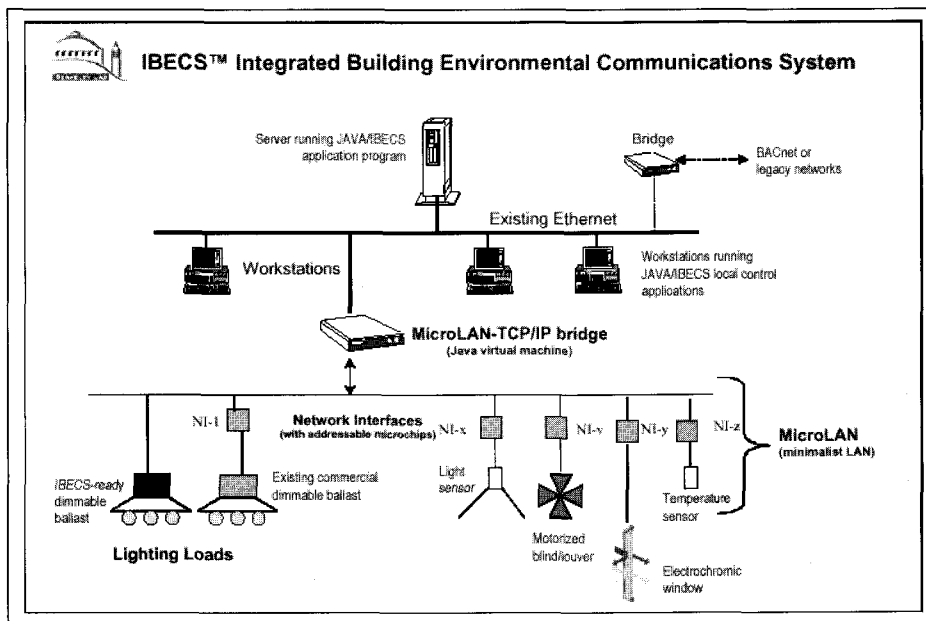 IBECS™ Integrated Building Environmental Communications System
Server running JAVA/IBECS
application program
Bridge
BACnet or
legacy networks
Existing Ethernet
Workstations
Workstations running
JAVA/IBECS local control
applications
MicroLAN-TCP/IP bridge
(Java virtual machine)
NI-1
Network Interfaces
(with addressable microchips)
NI-x
NI-v
NI-y
NI-z
MicroLAN
(minimalist LAN)
IBECS-ready
dimmable
ballast
Existing commercial
dimmable ballast
Light
sensor
Motorized
blind/louver
Temperature
sensor
Electrochromic
window
Lighting Loads